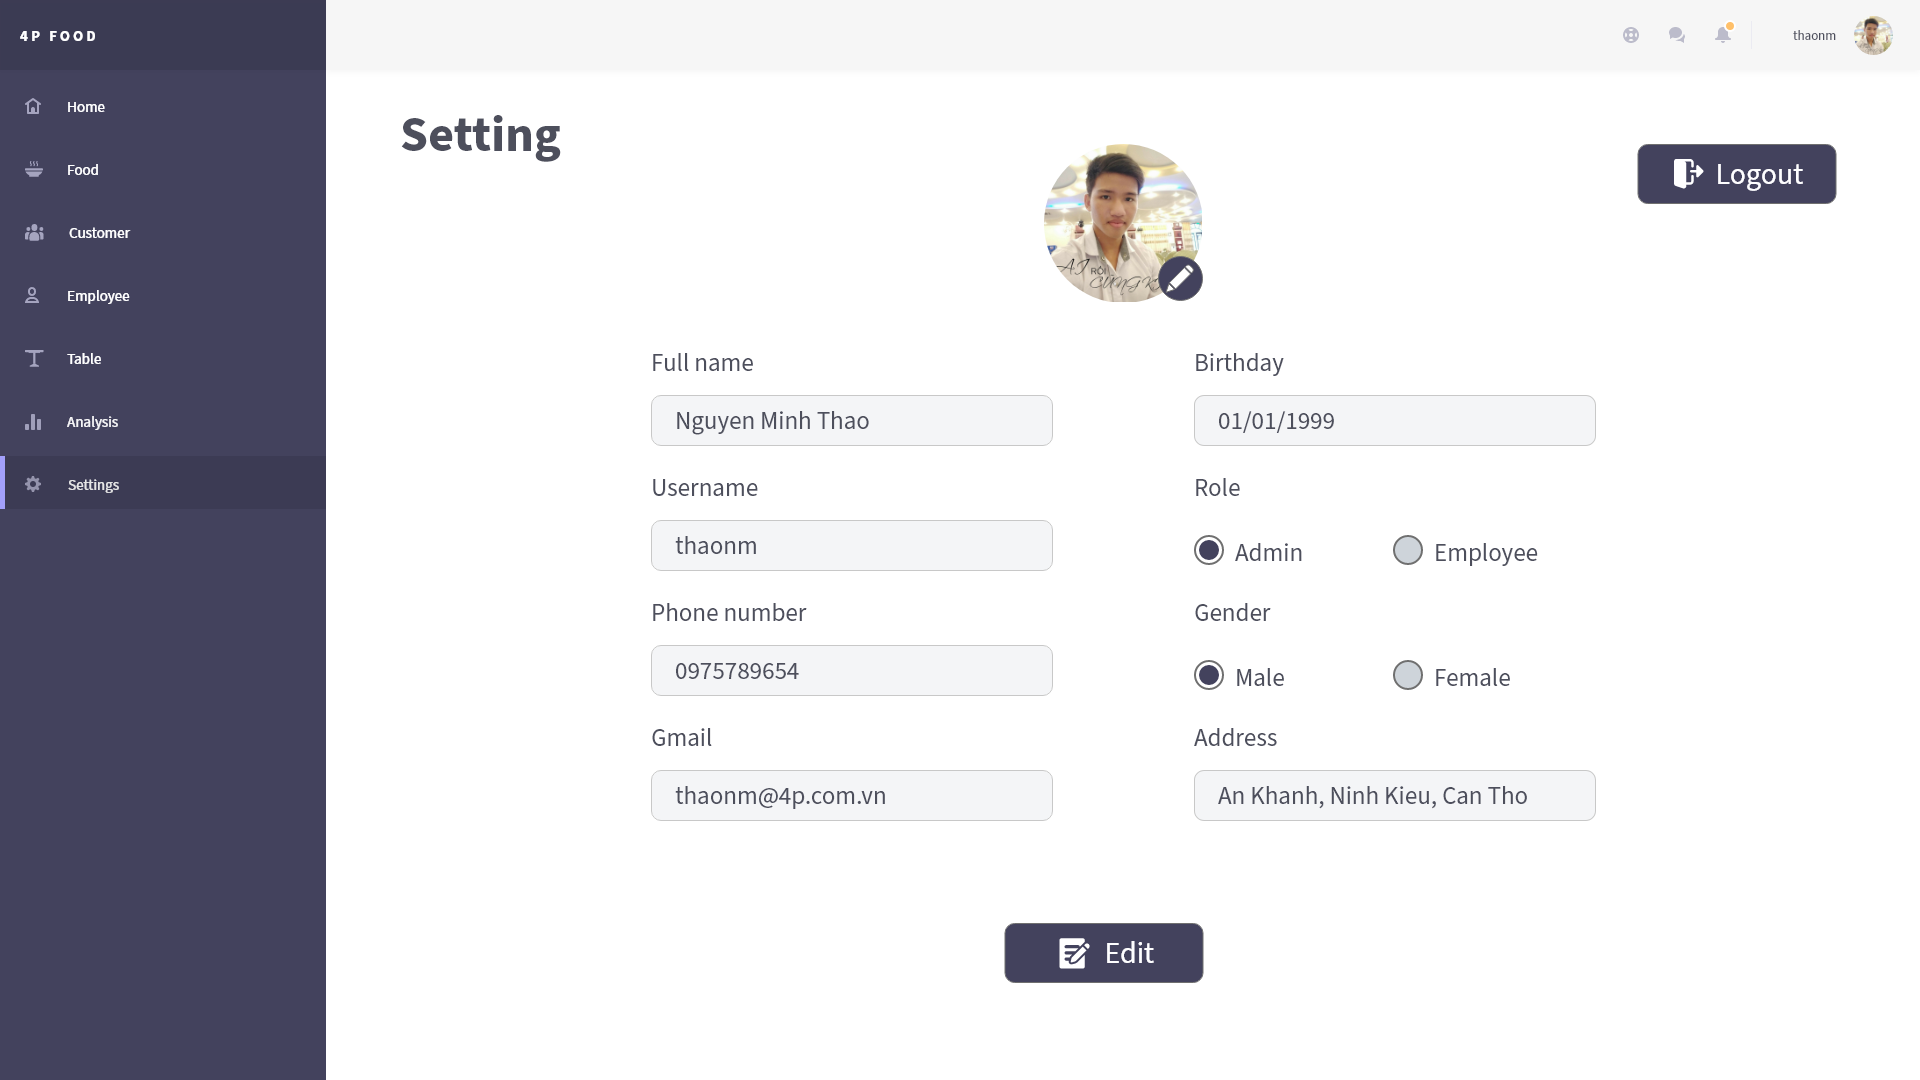 4P FOOD
thaonm
Home
Food
Customer
Employee
Table
Analysis
Settings
Setting
AI RỒI
Logout
Full name
Nguyen Minh Thao
Birthday
01/01/1999
Username
thaonm
Role
Admin
Employee
Phone number
0975789654
Gender
Male
Female
Gmail
thaonm@4p.com.vn
Address
An Khanh, Ninh Kieu, Can Tho
Edit